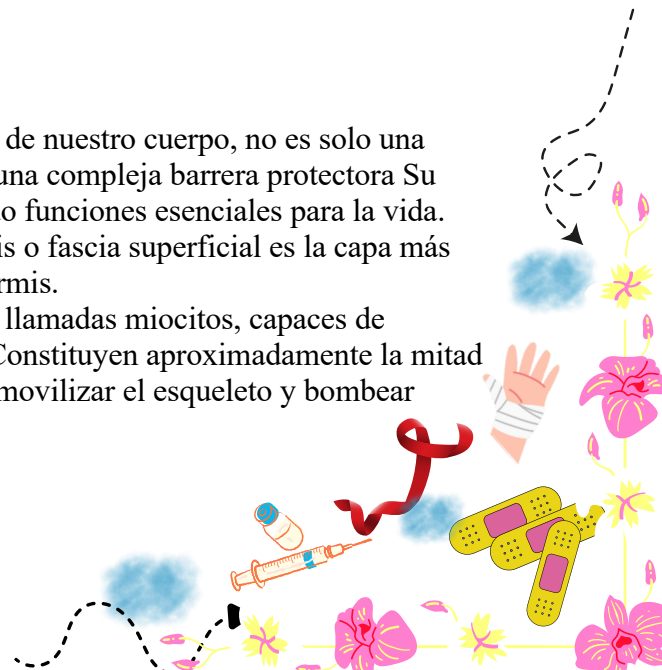 de nuestro cuerpo, no es solo una
una compleja barrera protectora Su
o funciones esenciales para la vida.
is o fascia superficial es la capa más
rmis.
llamadas miocitos, capaces de
Constituyen aproximadamente la mitad
movilizar el esqueleto y bombear